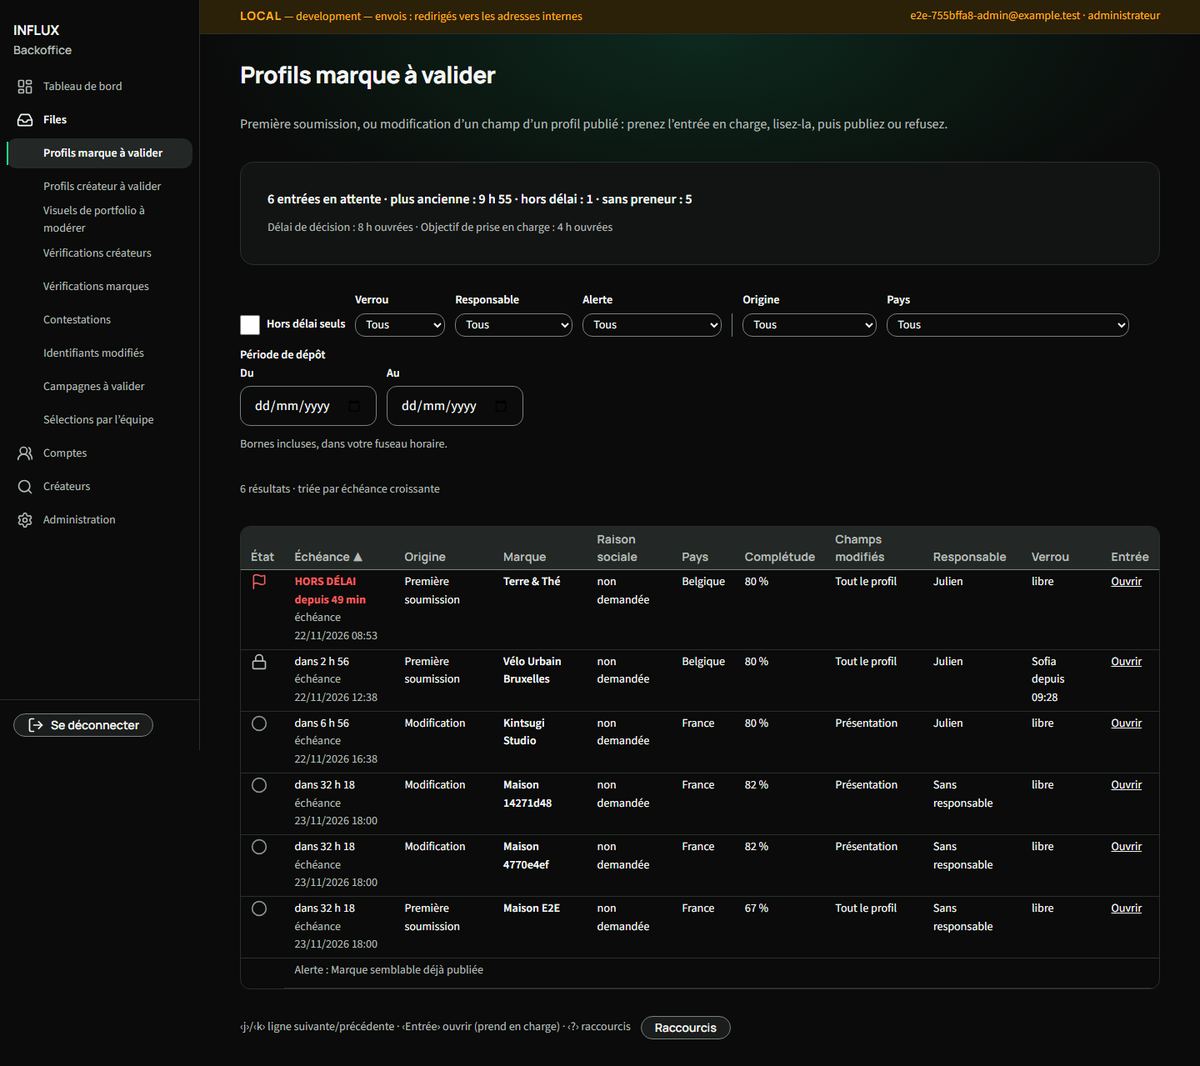 LOCAL — development — envois : redirigés vers les adresses internes
e2e-755bffa8-admin@example.test · administrateur
INFLUX
Backoffice
Tableau de bord
Files
Profils marque à valider
Profils créateur à valider
Visuels de portfolio à
modérer
Vérifications créateurs
Vérifications marques
Contestations
Identifiants modifiés
Campagnes à valider
Sélections par l’équipe
Comptes
Créateurs
Administration
Se déconnecter
Profils marque à valider
Première soumission, ou modification d’un champ d’un profil publié : prenez l’entrée en charge, lisez-la, puis publiez ou refusez.
6 entrées en attente · plus ancienne : 9 h 55 · hors délai : 1 · sans preneur : 5
Délai de décision : 8 h ouvrées · Objectif de prise en charge : 4 h ouvrées
Hors délai seuls
Verrou
Tous
Responsable
Tous
Alerte
Tous
Origine
Tous
Pays
Tous
Période de dépôt
Du
Au
dd/mm/yyyy
dd/mm/yyyy
Bornes incluses, dans votre fuseau horaire.
6 résultats · triée par échéance croissante
État
Échéance ▲
Origine
Marque
Raison
sociale
Pays
Complétude
Champs
modifiés
Responsable
Verrou
Entrée
HORS DÉLAI
depuis 49 min
échéance
22/11/2026 08:53
Première
soumission
Terre & Thé
non
demandée
Belgique
80 %
Tout le profil
Julien
libre
Ouvrir
dans 2 h 56
échéance
22/11/2026 12:38
Première
soumission
Vélo Urbain
Bruxelles
non
demandée
Belgique
80 %
Tout le profil
Julien
Sofia
depuis
09:28
Ouvrir
dans 6 h 56
échéance
22/11/2026 16:38
Modification
Kintsugi
Studio
non
demandée
France
80 %
Présentation
Julien
libre
Ouvrir
dans 32 h 18
échéance
23/11/2026 18:00
Modification
Maison
14271d48
non
demandée
France
82 %
Présentation
Sans
responsable
libre
Ouvrir
dans 32 h 18
échéance
23/11/2026 18:00
Modification
Maison
4770e4ef
non
demandée
France
82 %
Présentation
Sans
responsable
libre
Ouvrir
dans 32 h 18
échéance
23/11/2026 18:00
Première
soumission
Maison E2E
non
demandée
France
67 %
Tout le profil
Sans
responsable
libre
Ouvrir
Alerte : Marque semblable déjà publiée
‹j›/‹k› ligne suivante/précédente · ‹Entrée› ouvrir (prend en charge) · ‹?› raccourcis
Raccourcis